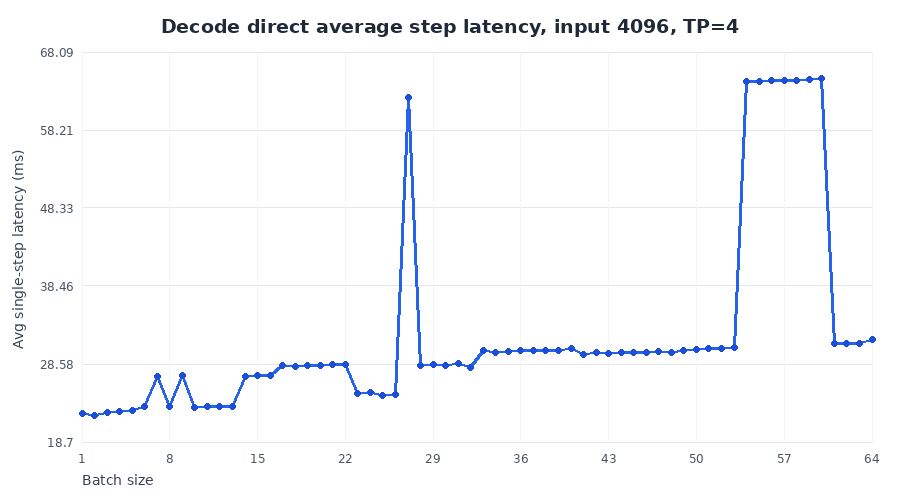 Decode direct average step latency, input 4096, TP=4
68.09
58.21
48.33
38.46
28.58
18.7
Avg single-step latency (ms)
1 8 15 22 29 36 43 50 57 64
Batch size